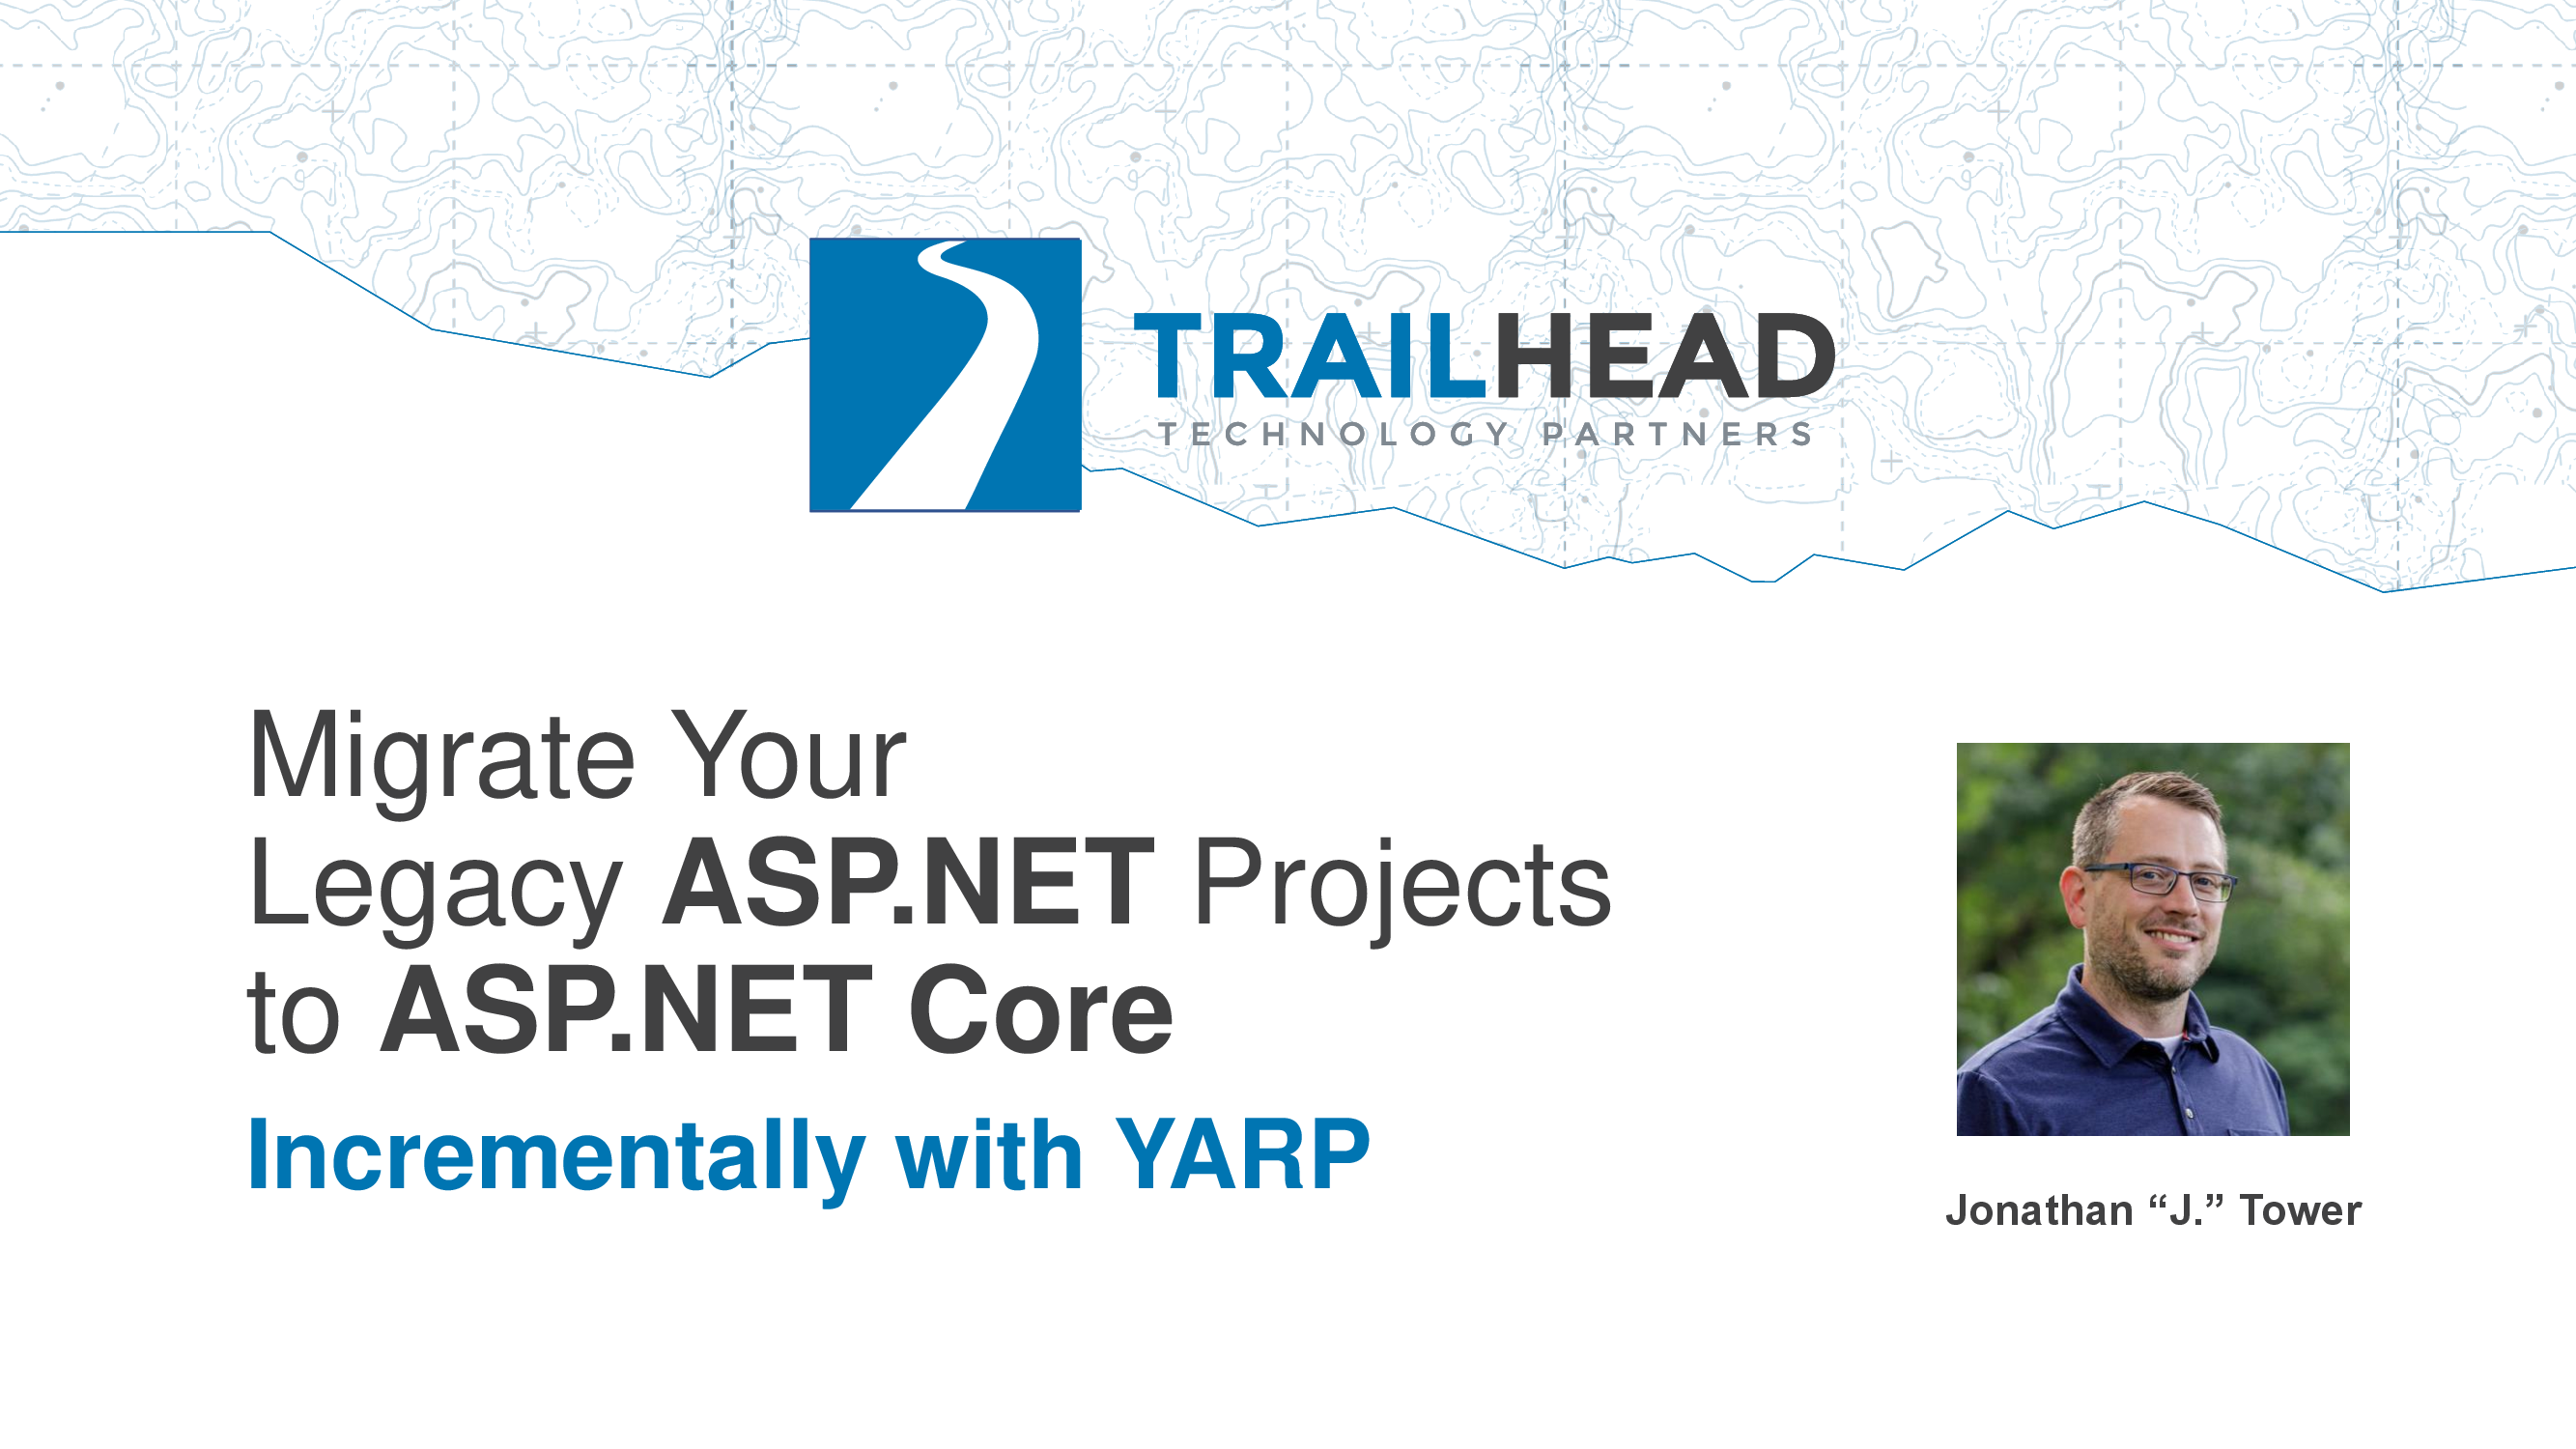 TRAILHEAD
TECHNOLOGY PARTNERS
Migrate Your
Legacy ASP.NET Projects
to ASP.NET Core
Incrementally with YARP
Jonathan “J.” Tower